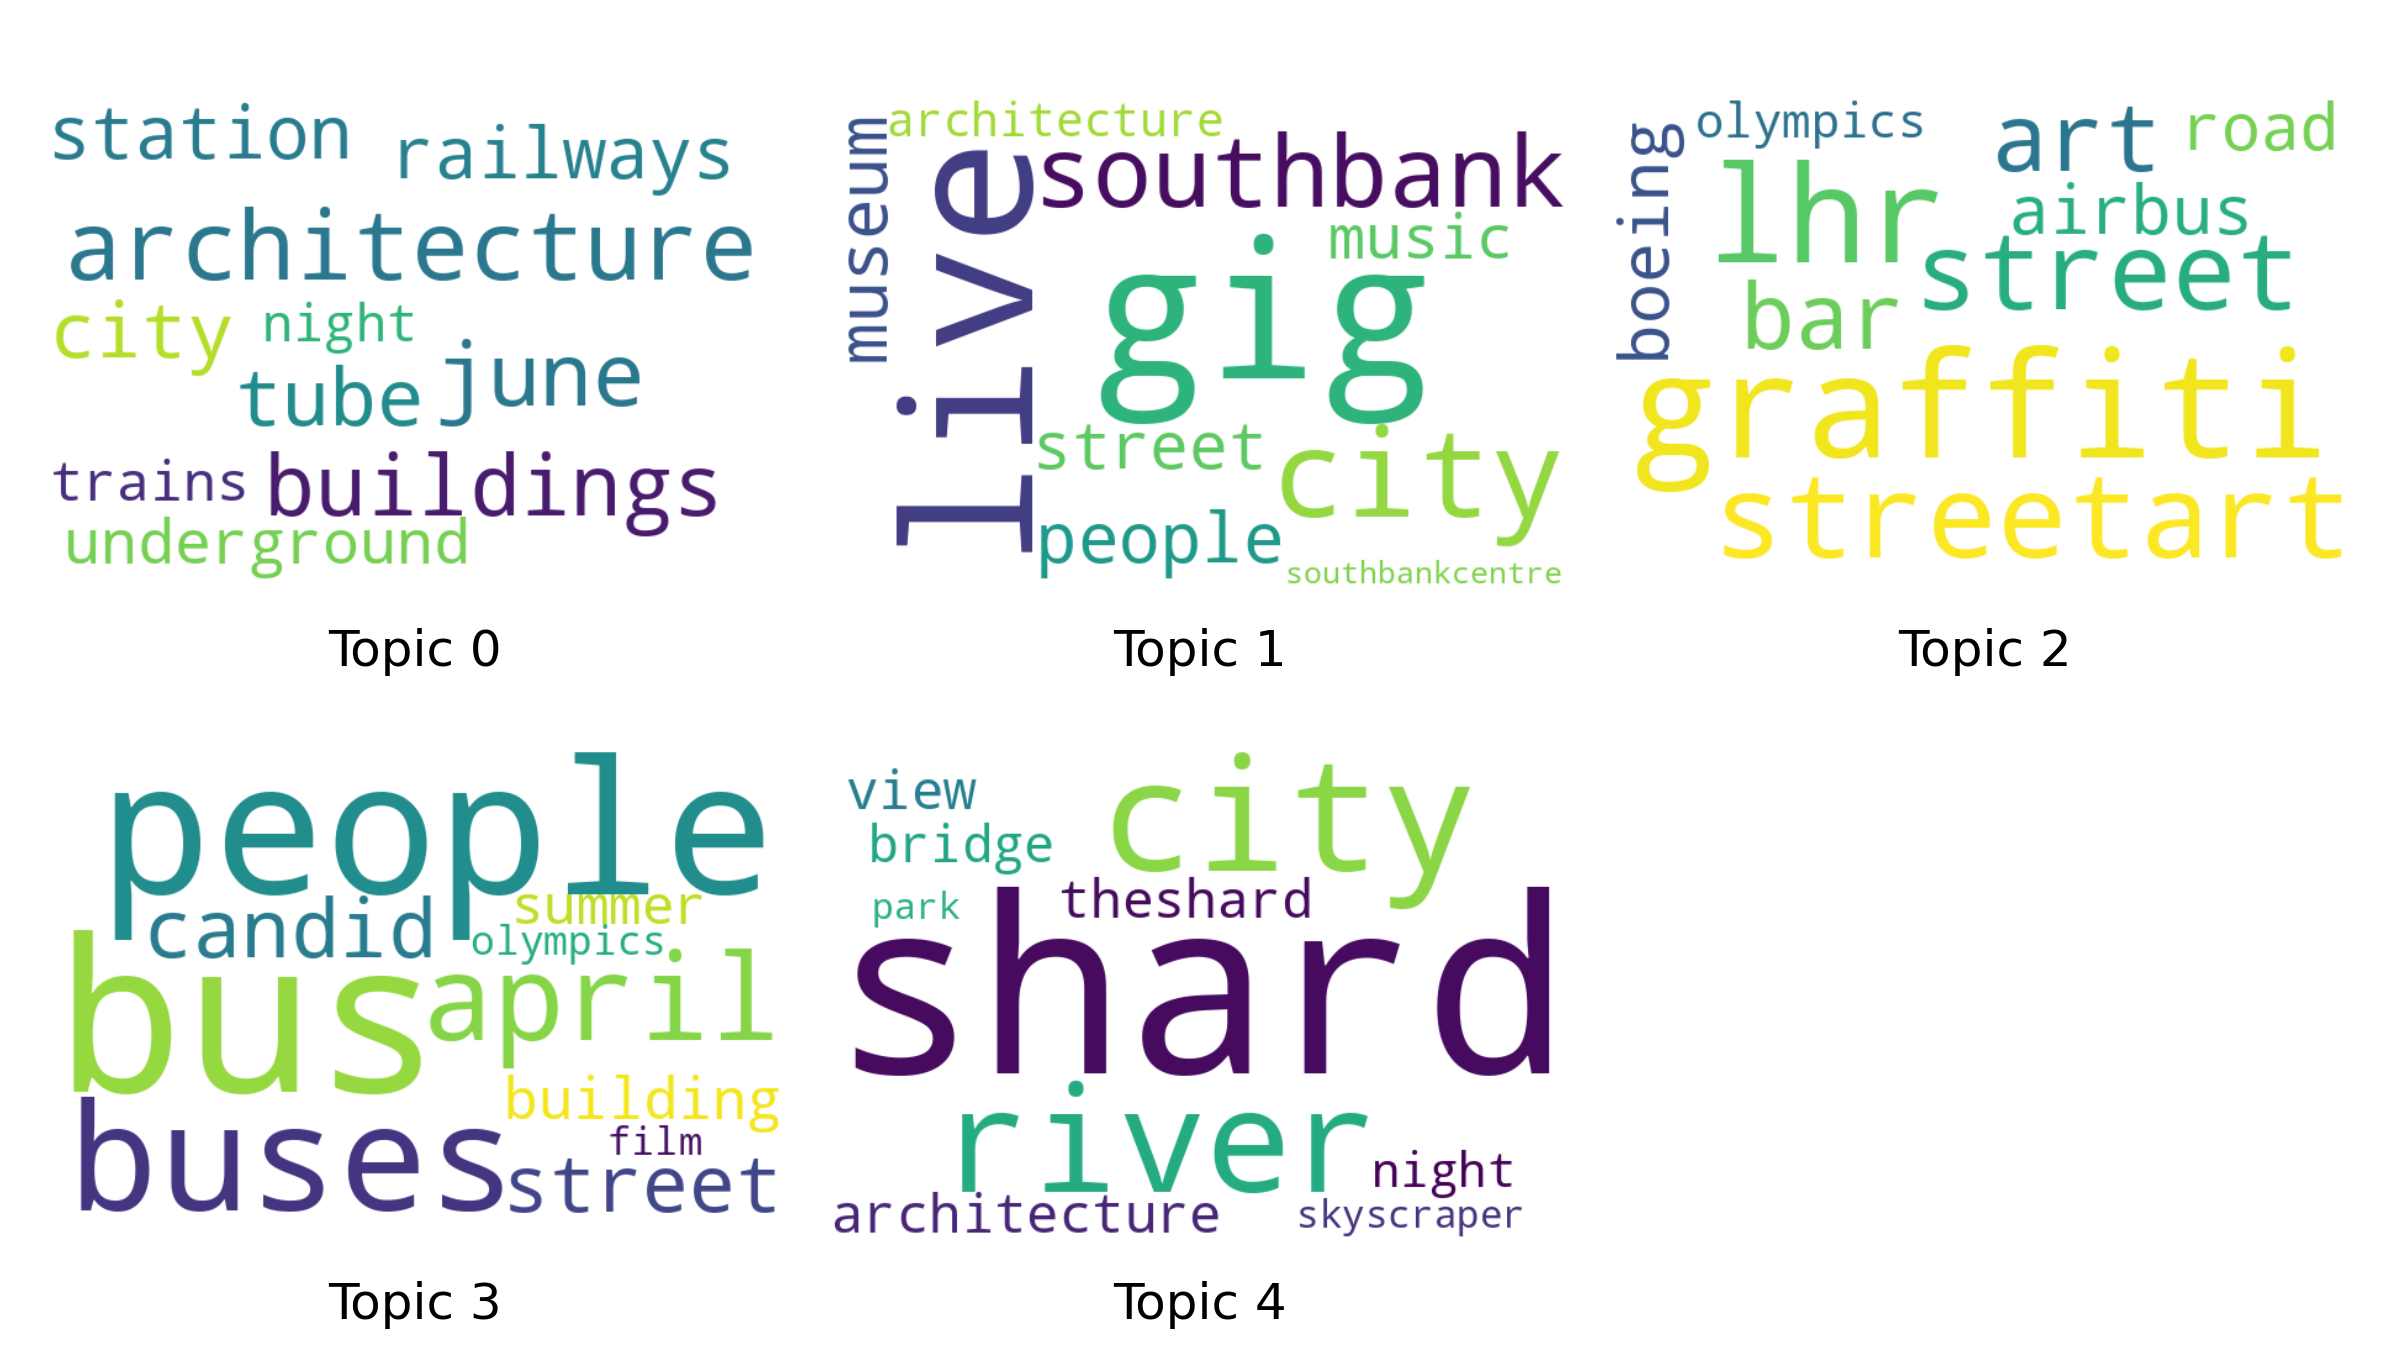 station
railways
architecture
city
night
tube
june
trains
buildings
underground
Topic 0
architecture
museum
live
southbank
music
gig
street
city
people
southbankcentre
Topic 1
olympics
art
road
boeing
lhr
airbus
street
bar
graffiti
streetart
Topic 2
people
candid
summer
olympics
bus
april
building
buses
film
street
Topic 3
view
city
bridge
park
theshard
shard
river
night
architecture
skyscraper
Topic 4